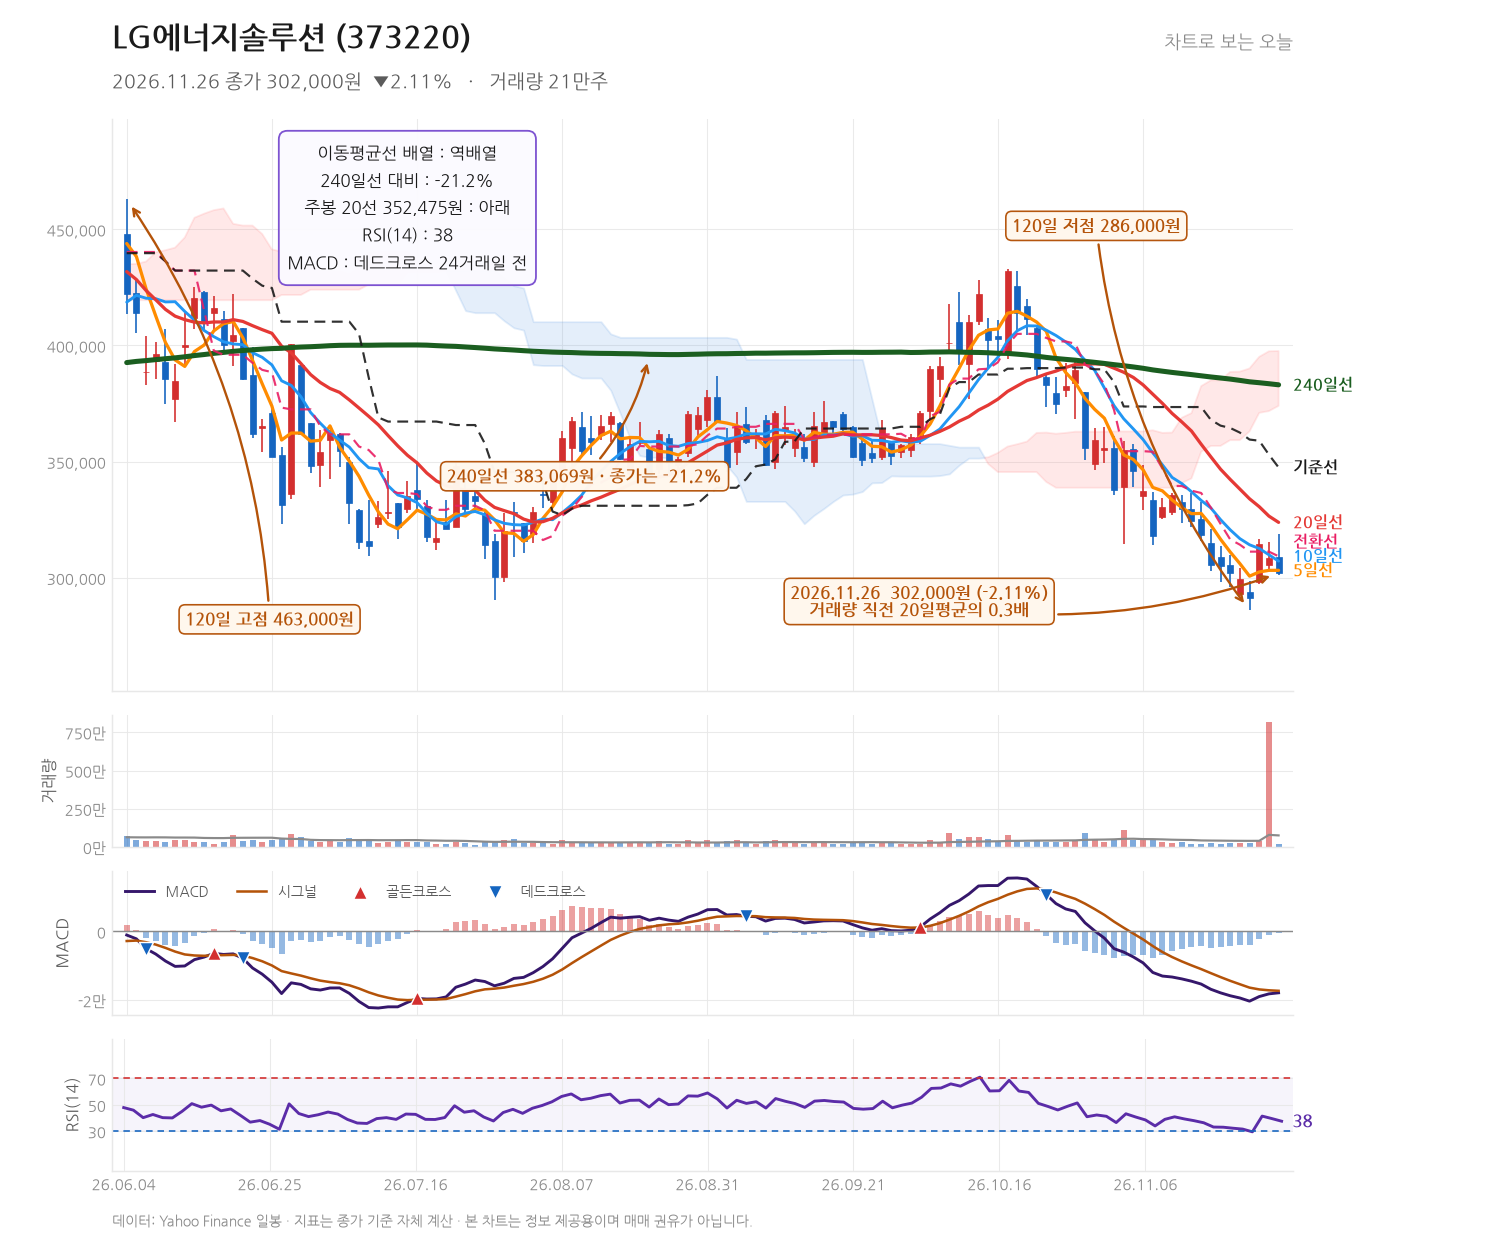 LG에너지솔루션 (373220)
차트로 보는 오늘
2026.11.26 종가 302,000원 ▼2.11% · 거래량 21만주
이동평균선 배열 : 역배열
240일선 대비 : -21.2%
주봉 20선 352,475원 : 아래
RSI(14) : 38
MACD : 데드크로스 24거래일 전
120일 저점 286,000원
450,000
400,000
350,000
300,000
240일선 383,069원 · 종가는 -21.2%
120일 고점 463,000원
2026.11.26 302,000원 (-2.11%)
거래량 직전 20일평균의 0.3배
240일선
기준선
20일선
전환선
10일선
5일선
거래량
750만
500만
250만
0만
MACD
MACD
시그널
▲ 골든크로스
▼ 데드크로스
0
-2만
RSI(14)
70
50
30
38
26.06.04
26.06.25
26.07.16
26.08.07
26.08.31
26.09.21
26.10.16
26.11.06
데이터: Yahoo Finance 일봉 · 지표는 종가 기준 자체 계산 · 본 차트는 정보 제공용이며 매매 권유가 아닙니다.